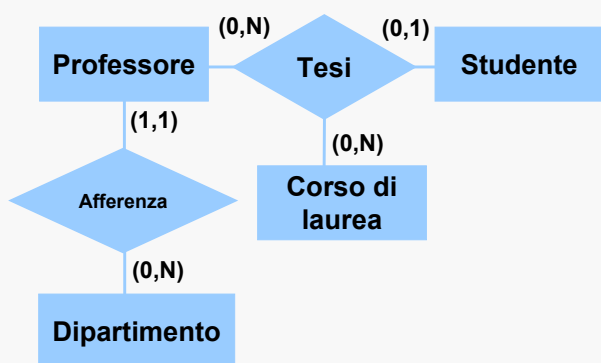 (0,N)
(0,1)
Professore
Tesi
Studente
(1,1)
(0,N)
Afferenza
Corso di
laurea
(0,N)
Dipartimento